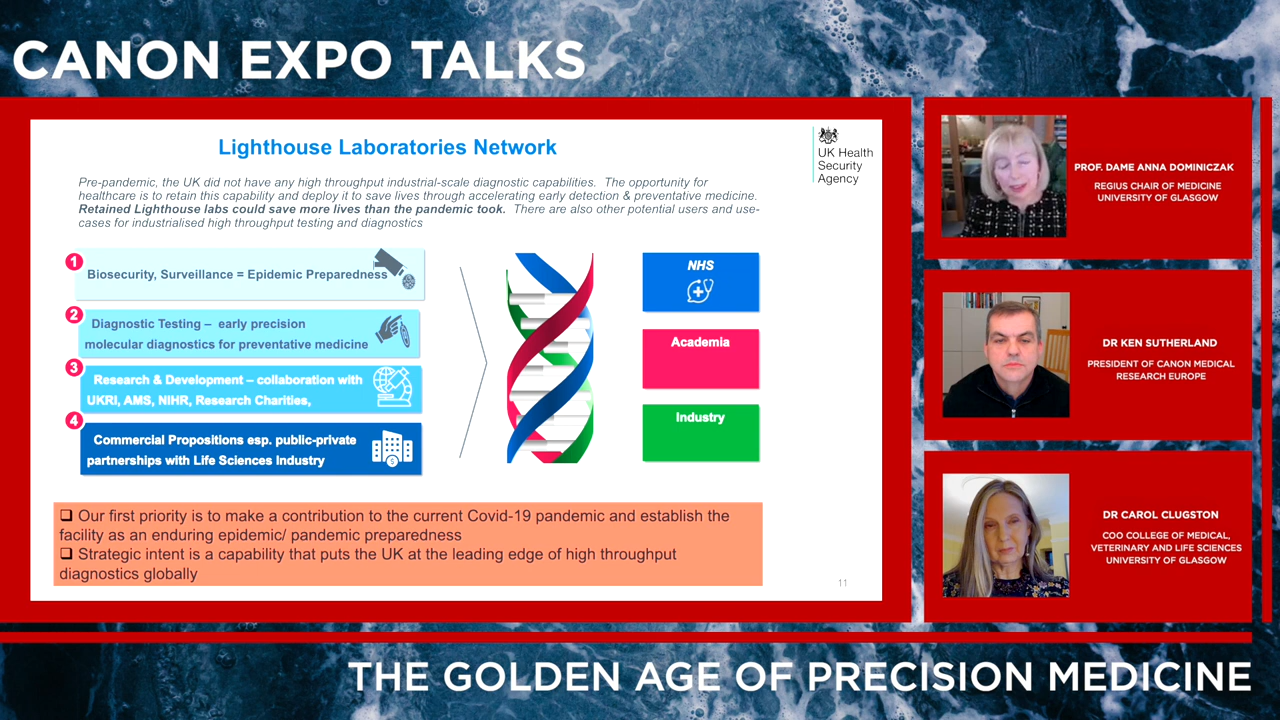 CANON EXPO TALKS
Lighthouse Laboratories Network
UK Health
Security
Agency
Pre-pandemic, the UK did not have any high throughput industrial-scale diagnostic capabilities. The opportunity for
healthcare is to retain this capability and deploy it to save lives through accelerating early detection & preventative medicine.
Retained Lighthouse labs could save more lives than the pandemic took. There are also other potential users and use-
cases for industrialised high throughput testing and diagnostics
1
Biosecurity, Surveillance = Epidemic Preparedness
2
Diagnostic Testing – early precision
molecular diagnostics for preventative medicine
3
Research & Development – collaboration with
UKRI, AMS, NIHR, Research Charities,
4
Commercial Propositions esp. public-private
partnerships with Life Sciences Industry
NHS
Academia
Industry
❑ Our first priority is to make a contribution to the current Covid-19 pandemic and establish the
facility as an enduring epidemic/ pandemic preparedness
❑ Strategic intent is a capability that puts the UK at the leading edge of high throughput
diagnostics globally
11
PROF. DAME ANNA DOMINICZAK
REGIUS CHAIR OF MEDICINE
UNIVERSITY OF GLASGOW
DR KEN SUTHERLAND
PRESIDENT OF CANON MEDICAL
RESEARCH EUROPE
DR CAROL CLUGSTON
COO COLLEGE OF MEDICAL,
VETERINARY AND LIFE SCIENCES
UNIVERSITY OF GLASGOW
THE GOLDEN AGE OF PRECISION MEDICINE